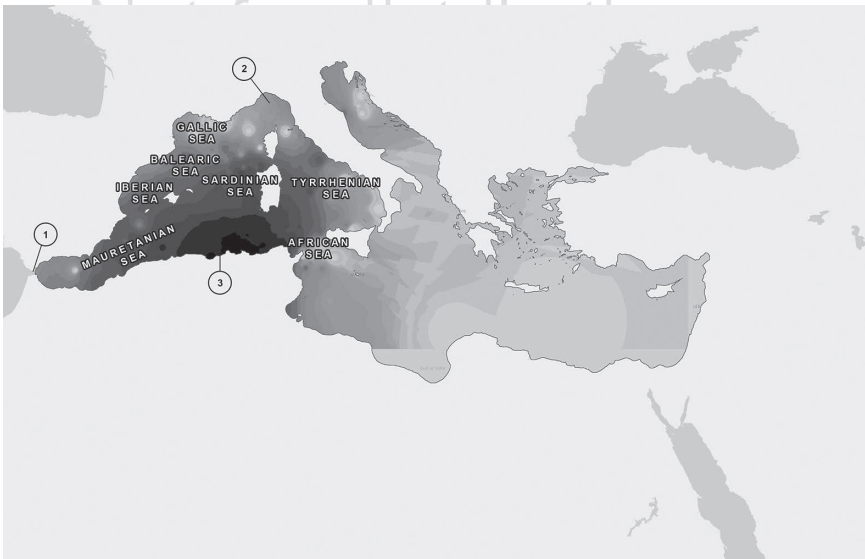 2
GALLIC
SEA
BALEARIC
SEA
IBERIAN
SEA
SARDINIAN
SEA
TYRRHENIAN
SEA
1
MAURETANIAN
SEA
AFRICAN
SEA
3